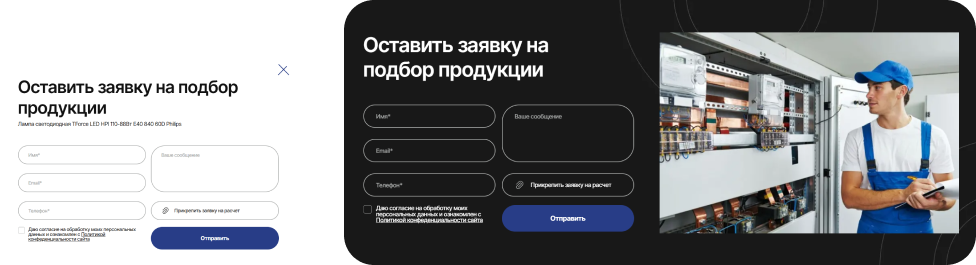 Оставить заявку на подбор
продукции
Лампа светодиодная TForce LED HPI 110-88Вт E40 840 60D Philips
Имя*
Ваше сообщение
Email*
Телефон*
Прикрепить заявку на расчет
Даю согласие на обработку моих персональных
данных и ознакомлен с Политикой
конфиденциальности сайта
Отправить
Оставить заявку на
подбор продукции
Имя*
Ваше сообщение
Email*
Телефон*
Прикрепить заявку на расчет
Даю согласие на обработку моих
персональных данных и ознакомлен с
Политикой конфиденциальности сайта
Отправить